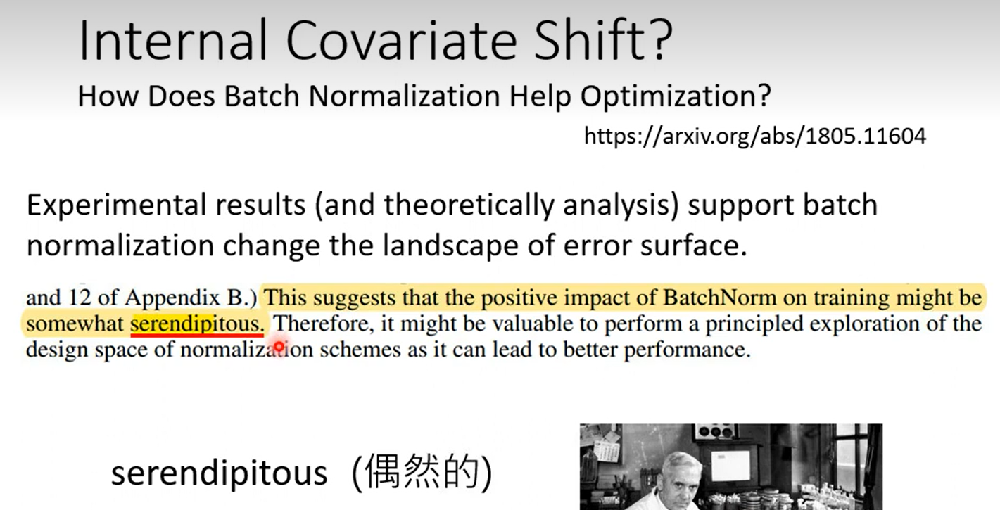 Internal Covariate Shift?
How Does Batch Normalization Help Optimization?
https://arxiv.org/abs/1805.11604
Experimental results (and theoretically analysis) support batch
normalization change the landscape of error surface.
and 12 of Appendix B.) This suggests that the positive impact of BatchNorm on training might be
somewhat serendipitous. Therefore, it might be valuable to perform a principled exploration of the
design space of normalization schemes as it can lead to better performance.
serendipitous (偶然的)